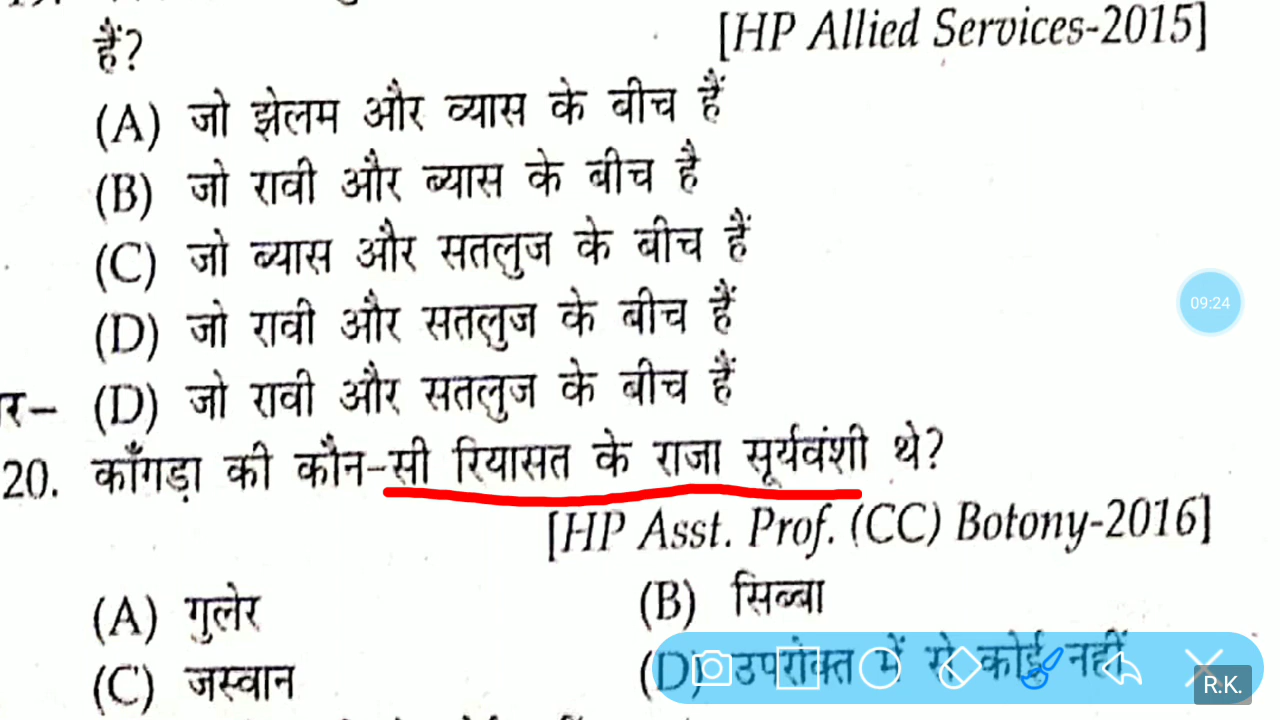 हैं?
[HP Allied Services-2015]
(A) जो झेलम और व्यास के बीच हैं
(B) जो रावी और ब्यास के बीच है
(C) जो ब्यास और सतलुज के बीच हैं
(D) जो रावी और सतलुज के बीच हैं
09:24
र– (D) जो रावी और सतलुज के बीच हैं
20. काँगड़ा की कौन-सी रियासत के राजा सूर्यवंशी थे?
[HP Asst. Prof. (CC) Botony-2016]
(A) गुलेर (B) सिब्बा
(C) जस्वान (D) उपरोक्त में से कोई नहीं
R.K.